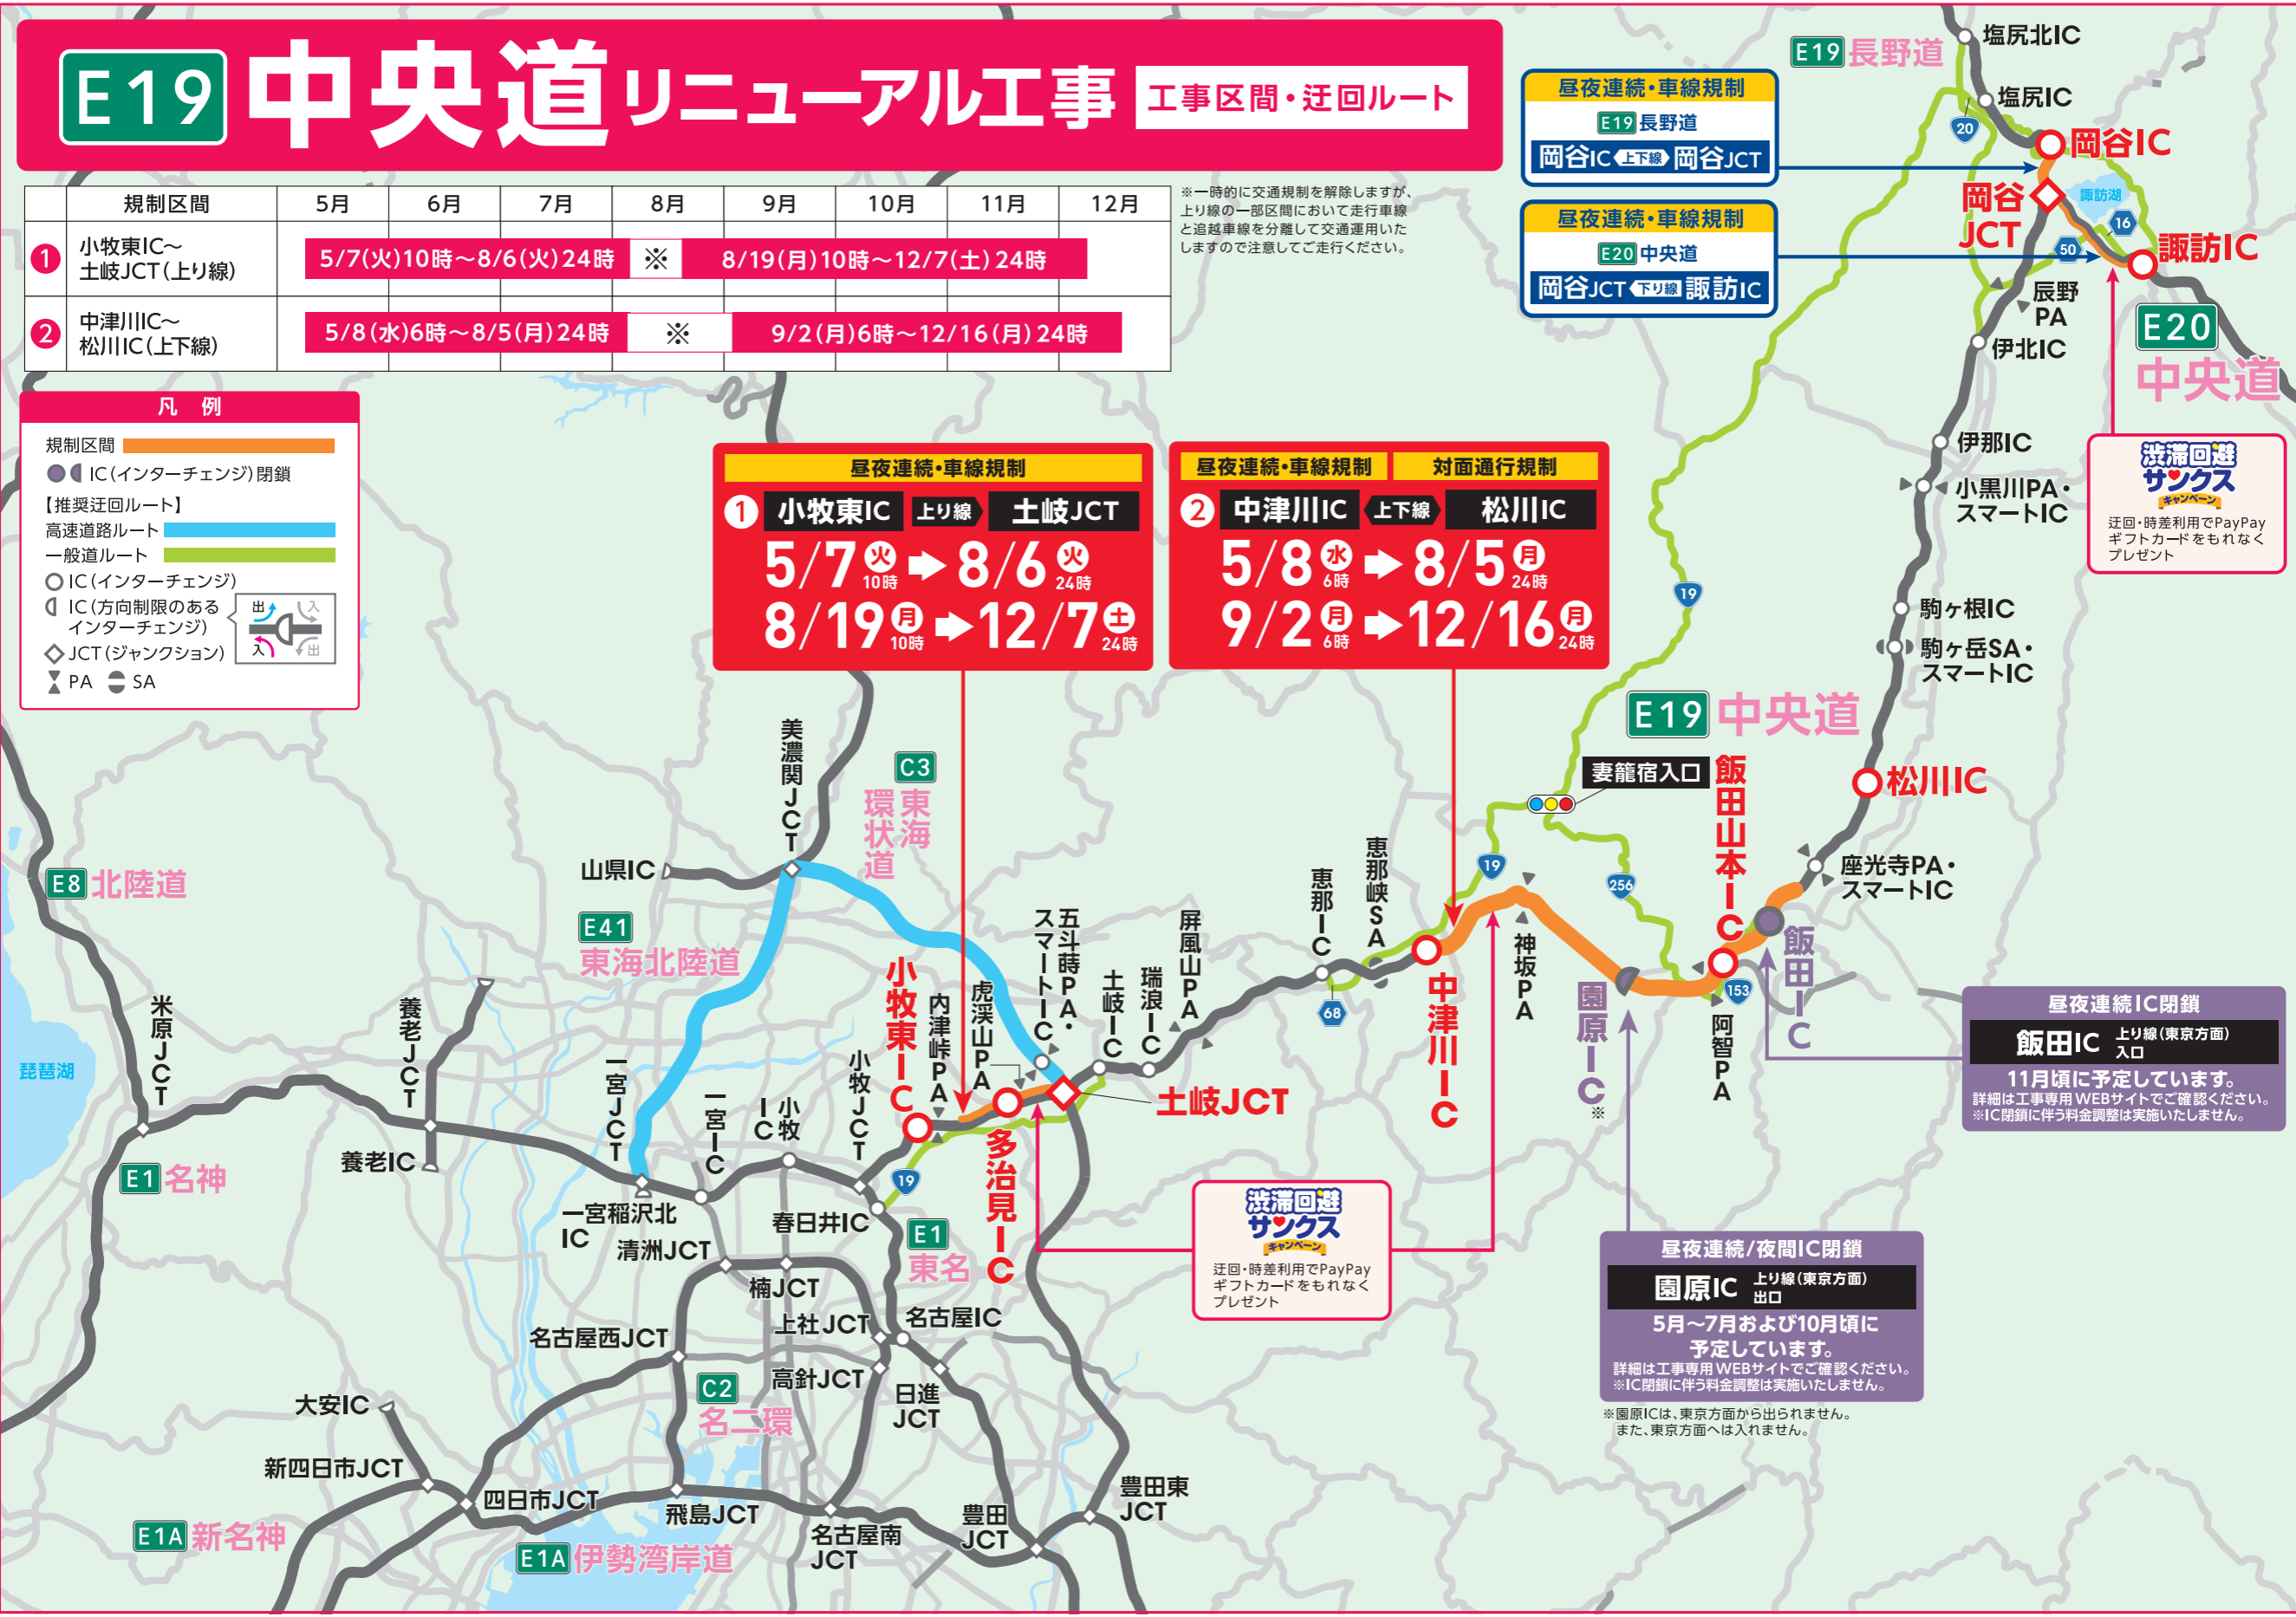 E19 中央道リニューアル工事 工事区間・迂回ルート
規制区間 5月 6月 7月 8月 9月 10月 11月 12月
1 小牧東IC～
土岐JCT（上り線）
5/7(火)10時～8/6(火)24時 ※ 8/19(月)10時～12/7(土)24時
2 中津川IC～
松川IC（上下線）
5/8(水)6時～8/5(月)24時 ※ 9/2(月)6時～12/16(月)24時
※一時的に交通規制を解除しますが、
上り線の一部区間において走行車線
と追越車線を分離して交通運用いた
しますので注意してご走行ください。
凡 例
規制区間
IC（インターチェンジ）閉鎖
【推奨迂回ルート】
高速道路ルート
一般道ルート
IC（インターチェンジ）
IC（方向制限のある
インターチェンジ）
出 入
入 出
JCT（ジャンクション）
PA SA
昼夜連続・車線規制
E19 長野道
岡谷IC 上下線 岡谷JCT
昼夜連続・車線規制
E20 中央道
岡谷JCT 下り線 諏訪IC
E19 長野道
塩尻北IC
塩尻IC
20
岡谷IC
岡谷
JCT
諏訪湖
16
50
諏訪IC
辰野
PA
E20
中央道
伊北IC
伊那IC
小黒川PA・
スマートIC
駒ヶ根IC
駒ヶ岳SA・
スマートIC
渋滞回避
サンクス
キャンペーン
迂回・時差利用でPayPay
ギフトカードをもれなく
プレゼント
昼夜連続・車線規制
1 小牧東IC 上り線 土岐JCT
5/7火10時 8/6火24時
8/19月10時 12/7土24時
昼夜連続・車線規制 対面通行規制
2 中津川IC 上下線 松川IC
5/8水6時 8/5月24時
9/2月6時 12/16月24時
19
E19 中央道
妻籠宿入口
松川IC
座光寺PA・
スマートIC
飯田山本IC
飯田IC
19
256
153
神坂PA
園原IC
※
阿智PA
中津川IC
恵那峡SA
恵那IC
68
屏風山PA
瑞浪IC
土岐IC
土岐JCT
五斗蒔PA・
スマートIC
虎渓山PA
内津峠PA
小牧東IC
多治見IC
小牧JCT
19
美濃関JCT
C3
東海
環状道
山県IC
E41
東海北陸道
E8 北陸道
琵琶湖
米原JCT
養老JCT
養老IC
E1 名神
一宮JCT
一宮IC
小牧
IC
一宮稲沢北
IC
春日井IC
清洲JCT
E1
東名
楠JCT
名古屋IC
上社JCT
名古屋西JCT
高針JCT
日進
JCT
C2
名二環
大安IC
新四日市JCT
四日市JCT
飛島JCT
名古屋南
JCT
豊田
JCT
豊田東
JCT
E1A 新名神
E1A 伊勢湾岸道
渋滞回避
サンクス
キャンペーン
迂回・時差利用でPayPay
ギフトカードをもれなく
プレゼント
昼夜連続IC閉鎖
飯田IC 上り線（東京方面）
入口
11月頃に予定しています。
詳細は工事専用WEBサイトでご確認ください。
※IC閉鎖に伴う料金調整は実施いたしません。
昼夜連続/夜間IC閉鎖
園原IC 上り線（東京方面）
出口
5月～7月および10月頃に
予定しています。
詳細は工事専用WEBサイトでご確認ください。
※IC閉鎖に伴う料金調整は実施いたしません。
※園原ICは、東京方面から出られません。
また、東京方面へは入れません。